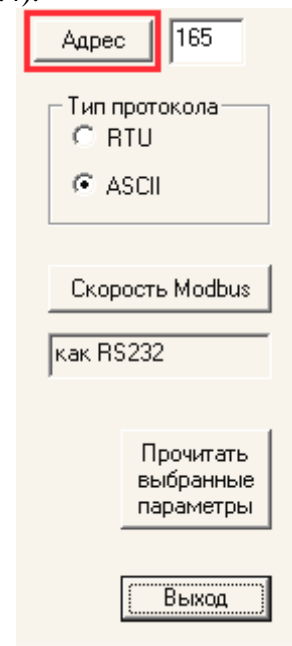 Адрес 165
Тип протокола
RTU
ASCII
Скорость Modbus
как RS232
Прочитать
выбранные
параметры
Выход